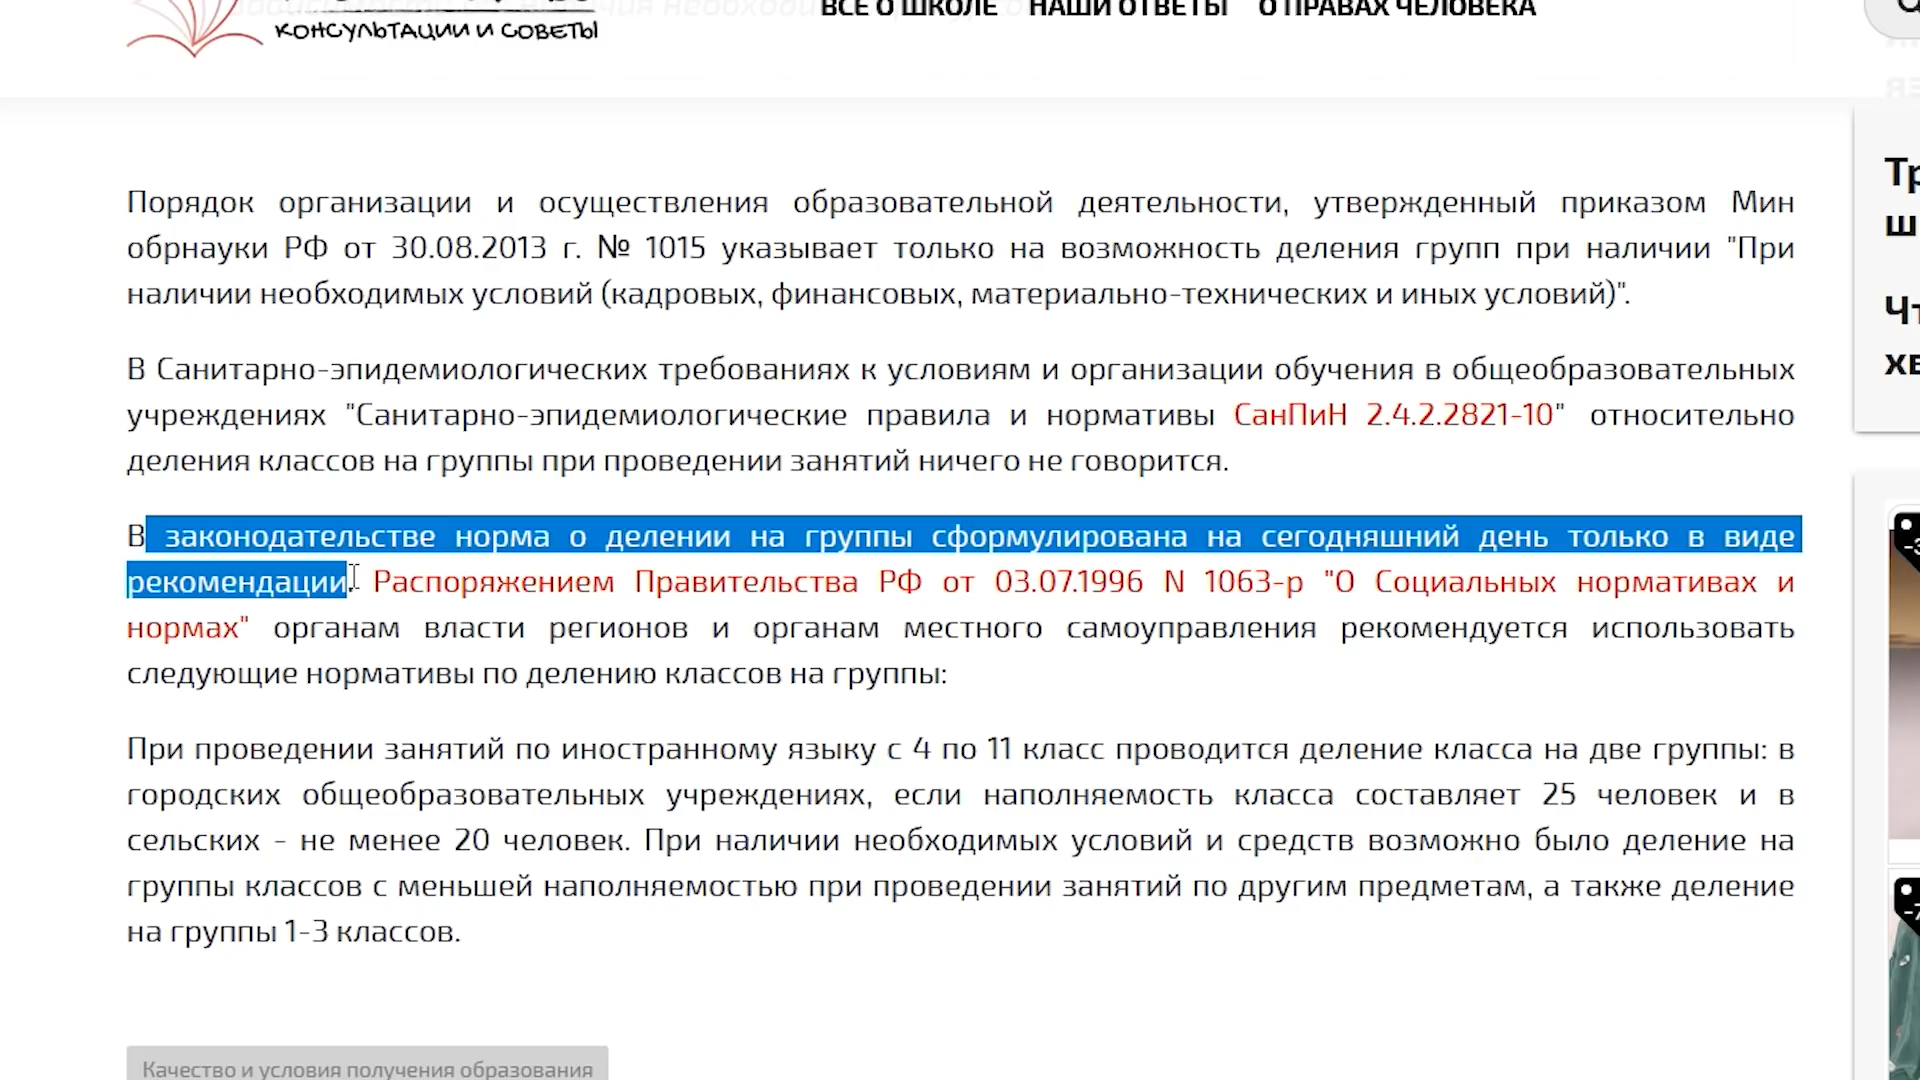 КОНСУЛЬТАЦИИ И СОВЕТЫ
ВСЕ О ШКОЛЕ НАШИ ОТВЕТЫ О ПРАВАХ ЧЕЛОВЕКА
Порядок организации и осуществления образовательной деятельности, утвержденный приказом Мин
обрнауки РФ от 30.08.2013 г. № 1015 указывает только на возможность деления групп при наличии "При
наличии необходимых условий (кадровых, финансовых, материально-технических и иных условий)".
В Санитарно-эпидемиологических требованиях к условиям и организации обучения в общеобразовательных
учреждениях "Санитарно-эпидемиологические правила и нормативы СанПиН 2.4.2.2821-10" относительно
деления классов на группы при проведении занятий ничего не говорится.
В законодательстве норма о делении на группы сформулирована на сегодняшний день только в виде
рекомендации. Распоряжением Правительства РФ от 03.07.1996 N 1063-р "О Социальных нормативах и
нормах" органам власти регионов и органам местного самоуправления рекомендуется использовать
следующие нормативы по делению классов на группы:
При проведении занятий по иностранному языку с 4 по 11 класс проводится деление класса на две группы: в
городских общеобразовательных учреждениях, если наполняемость класса составляет 25 человек и в
сельских - не менее 20 человек. При наличии необходимых условий и средств возможно было деление на
группы классов с меньшей наполняемостью при проведении занятий по другим предметам, а также деление
на группы 1-3 классов.
Качество и условия получения образования